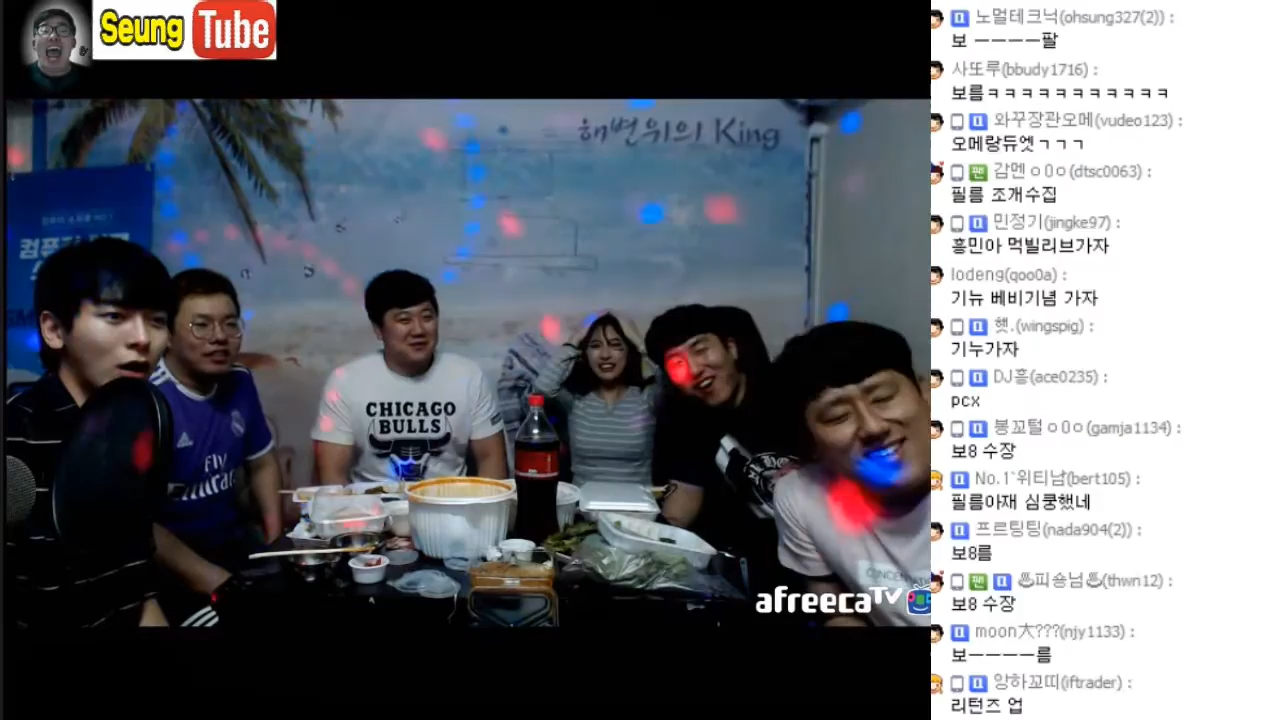 Seung Tube
해변위의 King
컴퓨
CHICAGO
BULLS
Fly
Emirates
afreecaTV
노멀테크닉(ohsung327(2)) :
보 ㅡㅡㅡㅡ팔
사또루(bbudy1716) :
보름ㅋㅋㅋㅋㅋㅋㅋㅋㅋㅋㅋ
와꾸장관오메(vudeo123) :
오메랑듀엣ㄱㄱㄱ
팬 감멘ㅇ0ㅇ(dtsc0063) :
필름 조개수집
민정기(jingke97) :
흥민아 먹빌리브가자
lodeng(qoo0a) :
기뉴 베비기념 가자
햇.(wingspig) :
기누가자
DJ흥(ace0235) :
pcx
봉꼬털ㅇ0ㅇ(gamja1134) :
보8 수장
No.1`위티남(bert105) :
필름아재 심쿵했네
프르팅팅(nada904(2)) :
보8름
팬 ♨피숑넘♨(thwn12) :
보8 수장
moon大???(njy1133) :
보ㅡㅡㅡㅡ름
앙하꼬띠(iftrader) :
리턴즈 업